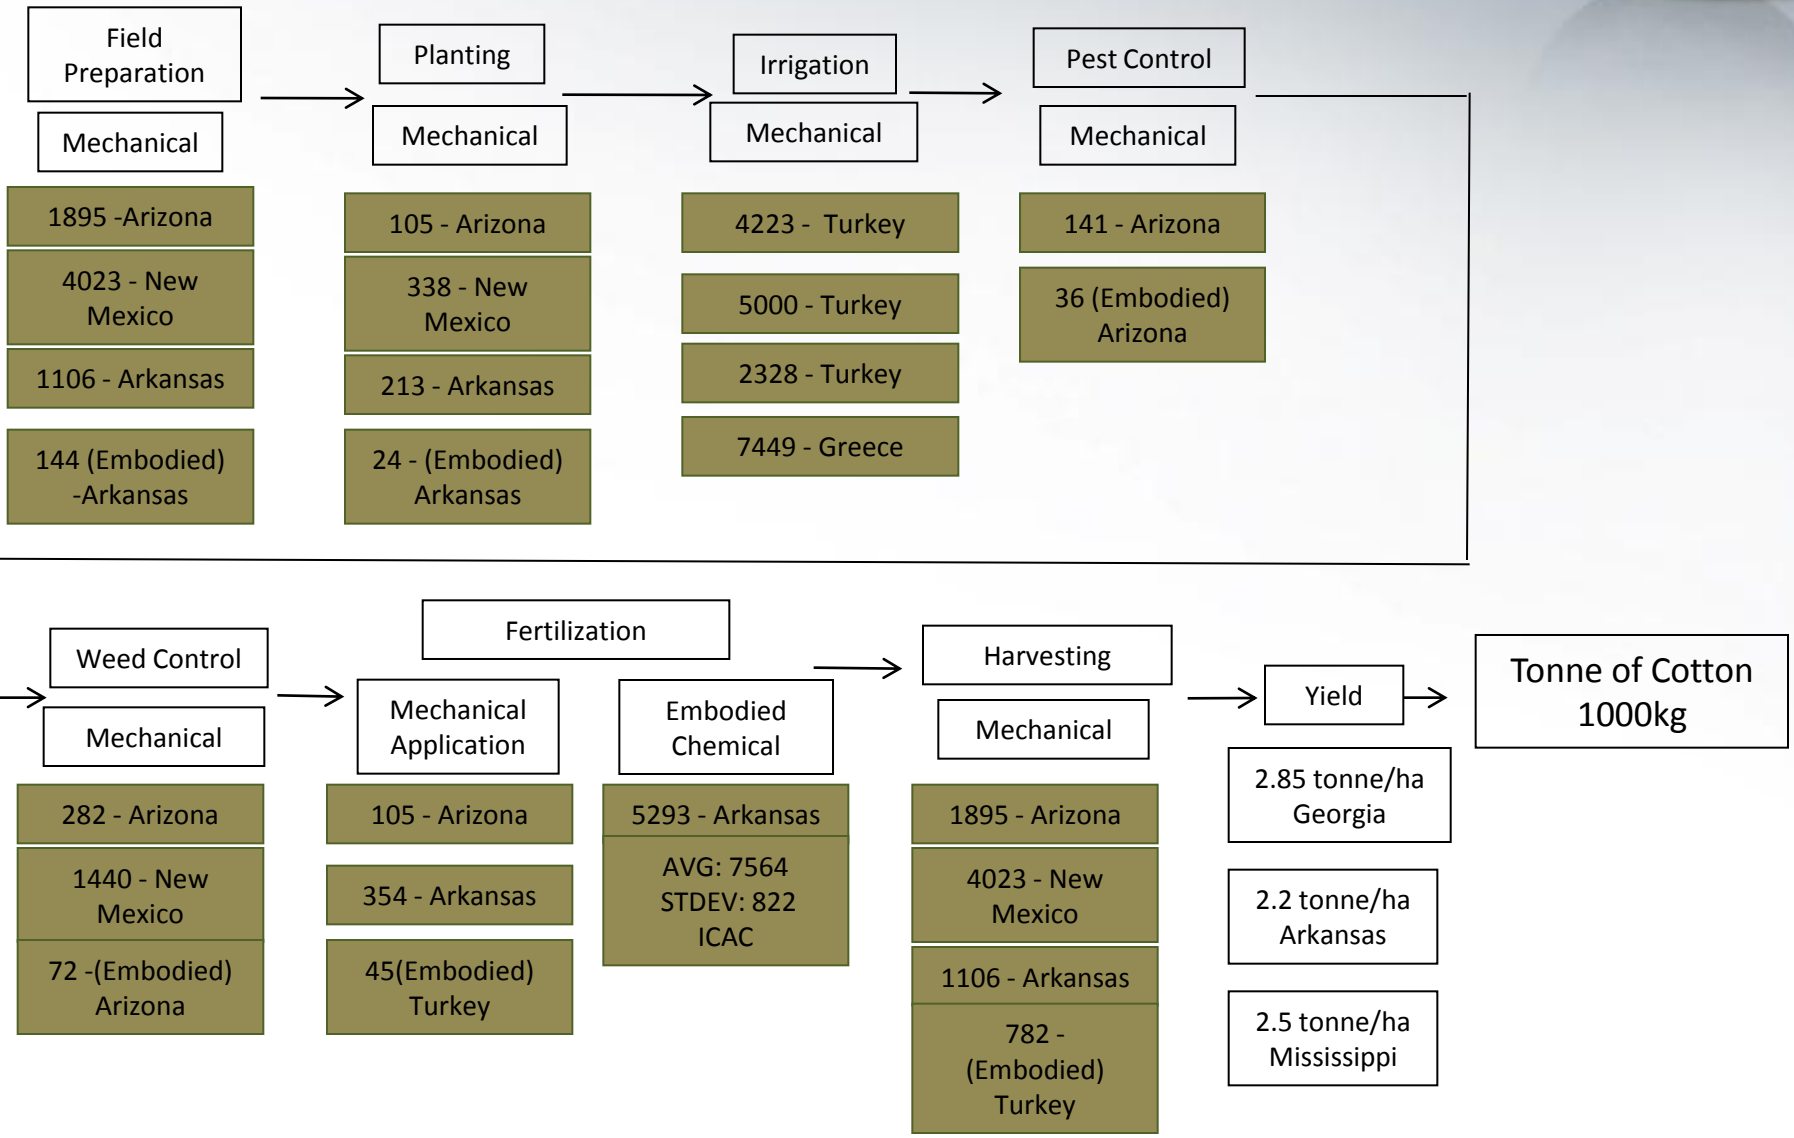 Field
Preparation
Mechanical
1895 -Arizona
4023 - New
Mexico
1106 - Arkansas
144 (Embodied)
-Arkansas
Planting
Mechanical
105 - Arizona
338 - New
Mexico
213 - Arkansas
24 - (Embodied)
Arkansas
Irrigation
Mechanical
4223 - Turkey
5000 - Turkey
2328 - Turkey
7449 - Greece
Pest Control
Mechanical
141 - Arizona
36 (Embodied)
Arizona
Weed Control
Mechanical
282 - Arizona
1440 - New
Mexico
72 -(Embodied)
Arizona
Fertilization
Mechanical
Application
105 - Arizona
354 - Arkansas
45(Embodied)
Turkey
Embodied
Chemical
5293 - Arkansas
AVG: 7564
STDEV: 822
ICAC
Harvesting
Mechanical
1895 - Arizona
4023 - New
Mexico
1106 - Arkansas
782 -
(Embodied)
Turkey
Yield
2.85 tonne/ha
Georgia
2.2 tonne/ha
Arkansas
2.5 tonne/ha
Mississippi
Tonne of Cotton
1000kg